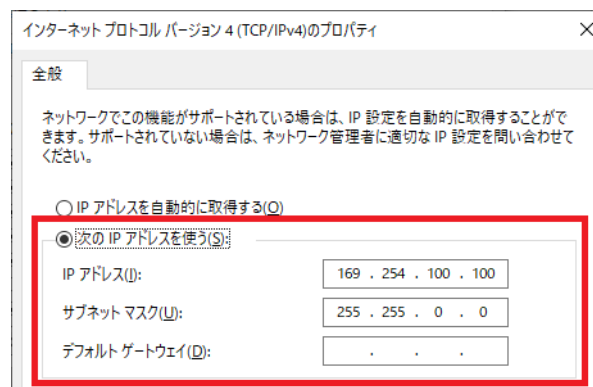 インターネット プロトコル バージョン 4 (TCP/IPv4)のプロパティ
全般
ネットワークでこの機能がサポートされている場合は、IP 設定を自動的に取得することがで
きます。サポートされていない場合は、ネットワーク管理者に適切な IP 設定を問い合わせて
ください。
IP アドレスを自動的に取得する(O)
次の IP アドレスを使う(S):
IP アドレス(I): 169 . 254 . 100 . 100
サブネット マスク(U): 255 . 255 . 0 . 0
デフォルト ゲートウェイ(D): . . .